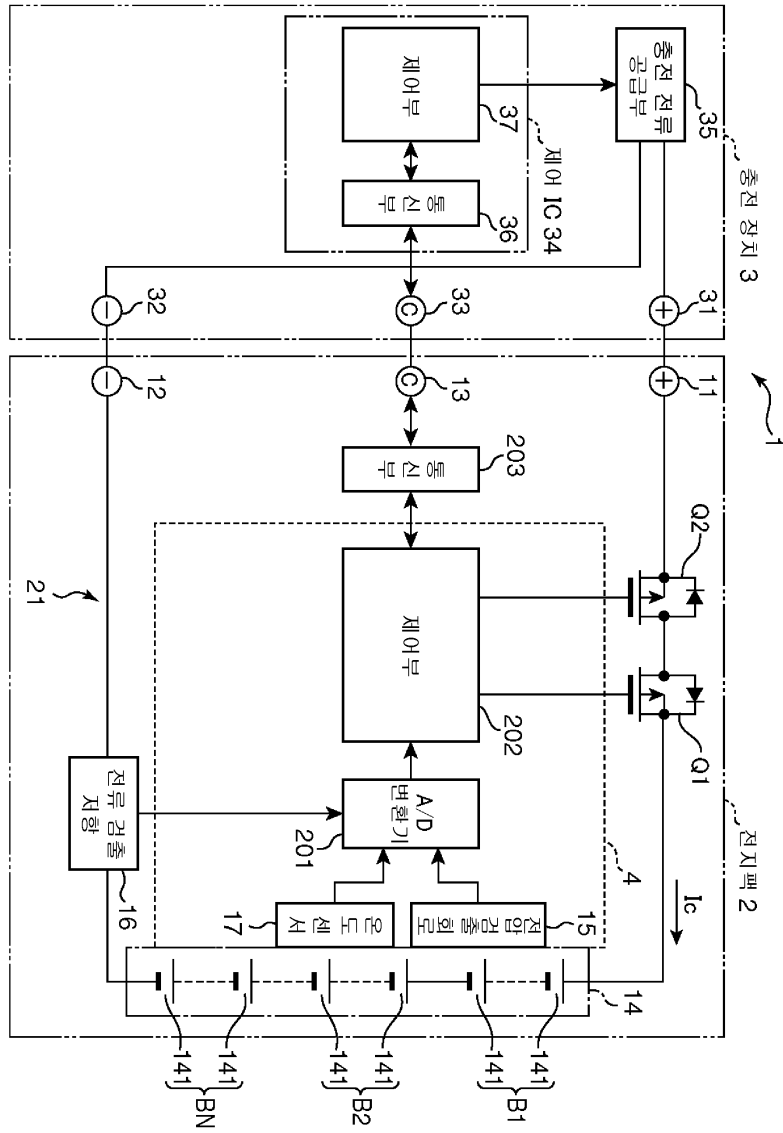 1
충전 장치 3
전지팩 2
35
31
11
Q2
Q1
Ic
충전 전류
공급부
+
+
4
14
141
141
B1
제어 IC 34
37
36
33
13
203
202
201
15
제어부
통신부
C
C
통신부
제어부
A/D
변환기
전압 검출 회로
141
141
B2
온도 센
서
17
32
12
−
−
21
전류 검출
저항
16
141
141
BN